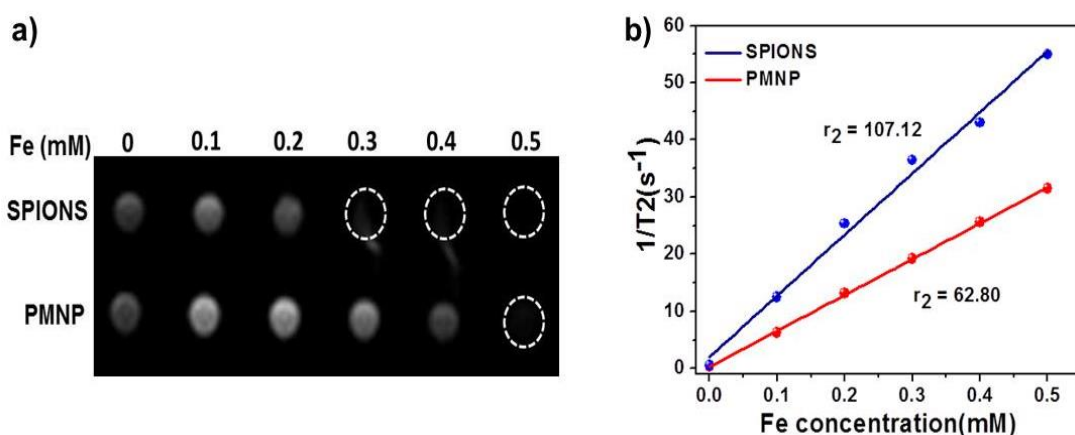 a)
Fe (mM) 0 0.1 0.2 0.3 0.4 0.5
SPIONS
PMNP
b)
60
50
40
30
20
10
0
1/T2(s⁻¹)
SPIONS
PMNP
r₂ = 107.12
r₂ = 62.80
0.0 0.1 0.2 0.3 0.4 0.5
Fe concentration(mM)